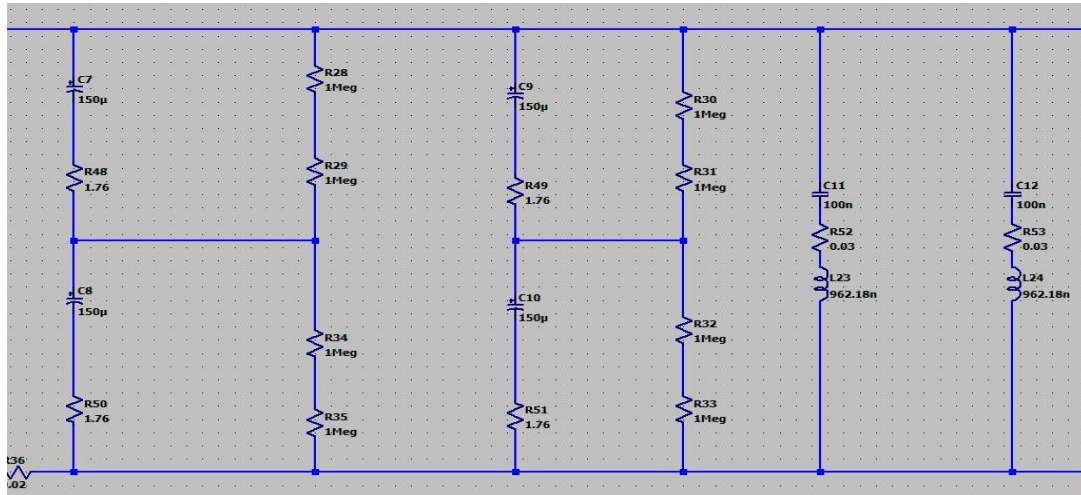 C7
150µ
R48
1.76
C8
150µ
R50
1.76
R28
1Meg
R29
1Meg
R34
1Meg
R35
1Meg
C9
150µ
R49
1.76
C10
150µ
R51
1.76
R30
1Meg
R31
1Meg
R32
1Meg
R33
1Meg
C11
100n
R52
0.03
L23
962.18n
C12
100n
R53
0.03
L24
962.18n
R36
.02